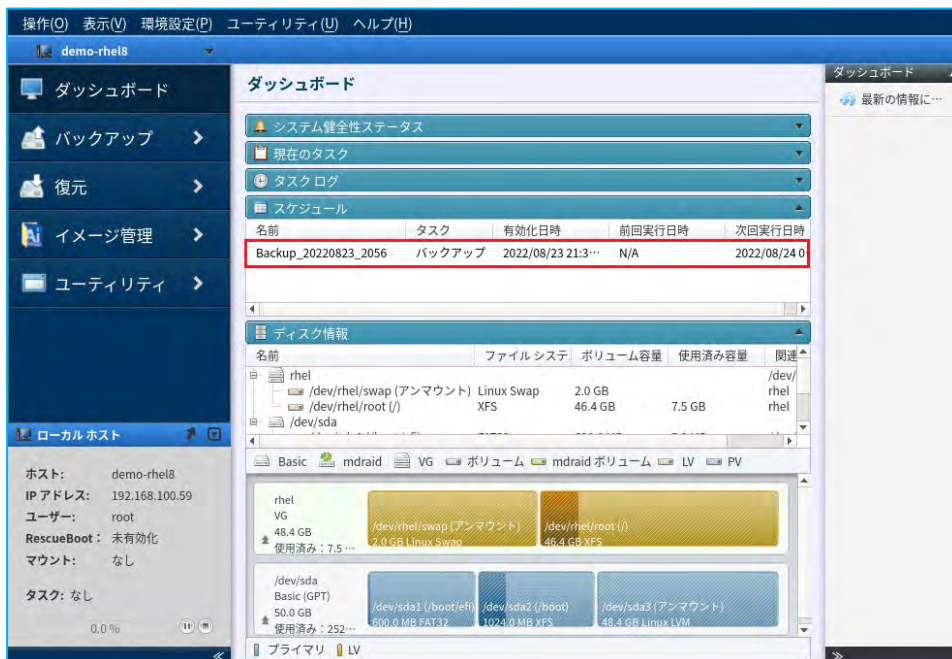 操作(O) 表示(V) 環境設定(P) ユーティリティ(U) ヘルプ(H)
demo-rhel8
ダッシュボード
バックアップ
復元
イメージ管理
ユーティリティ
ローカル ホスト
ホスト: demo-rhel8
IP アドレス: 192.168.100.59
ユーザー: root
RescueBoot： 未有効化
マウント: なし
タスク: なし
0.0 %
ダッシュボード
システム健全性ステータス
現在のタスク
タスク ログ
スケジュール
名前 タスク 有効化日時 前回実行日時 次回実行日時
Backup_20220823_2056 バックアップ 2022/08/23 21:3… N/A 2022/08/24 0
ディスク情報
名前 ファイル システ ボリューム容量 使用済み容量 関連
rhel /dev/
/dev/rhel/swap (アンマウント) Linux Swap 2.0 GB rhel
/dev/rhel/root (/) XFS 46.4 GB 7.5 GB rhel
/dev/sda
Basic mdraid VG ボリューム mdraid ボリューム LV PV
rhel
VG
48.4 GB
使用済み：7.5 …
/dev/rhel/swap (アンマウント)
2.0 GB Linux Swap
/dev/rhel/root (/)
46.4 GB XFS
/dev/sda
Basic (GPT)
50.0 GB
使用済み：252…
/dev/sda1 (/boot/efi)
600.0 MB FAT32
/dev/sda2 (/boot)
1024.0 MB XFS
/dev/sda3 (アンマウント)
48.4 GB Linux LVM
プライマリ LV
ダッシュボード
最新の情報に…